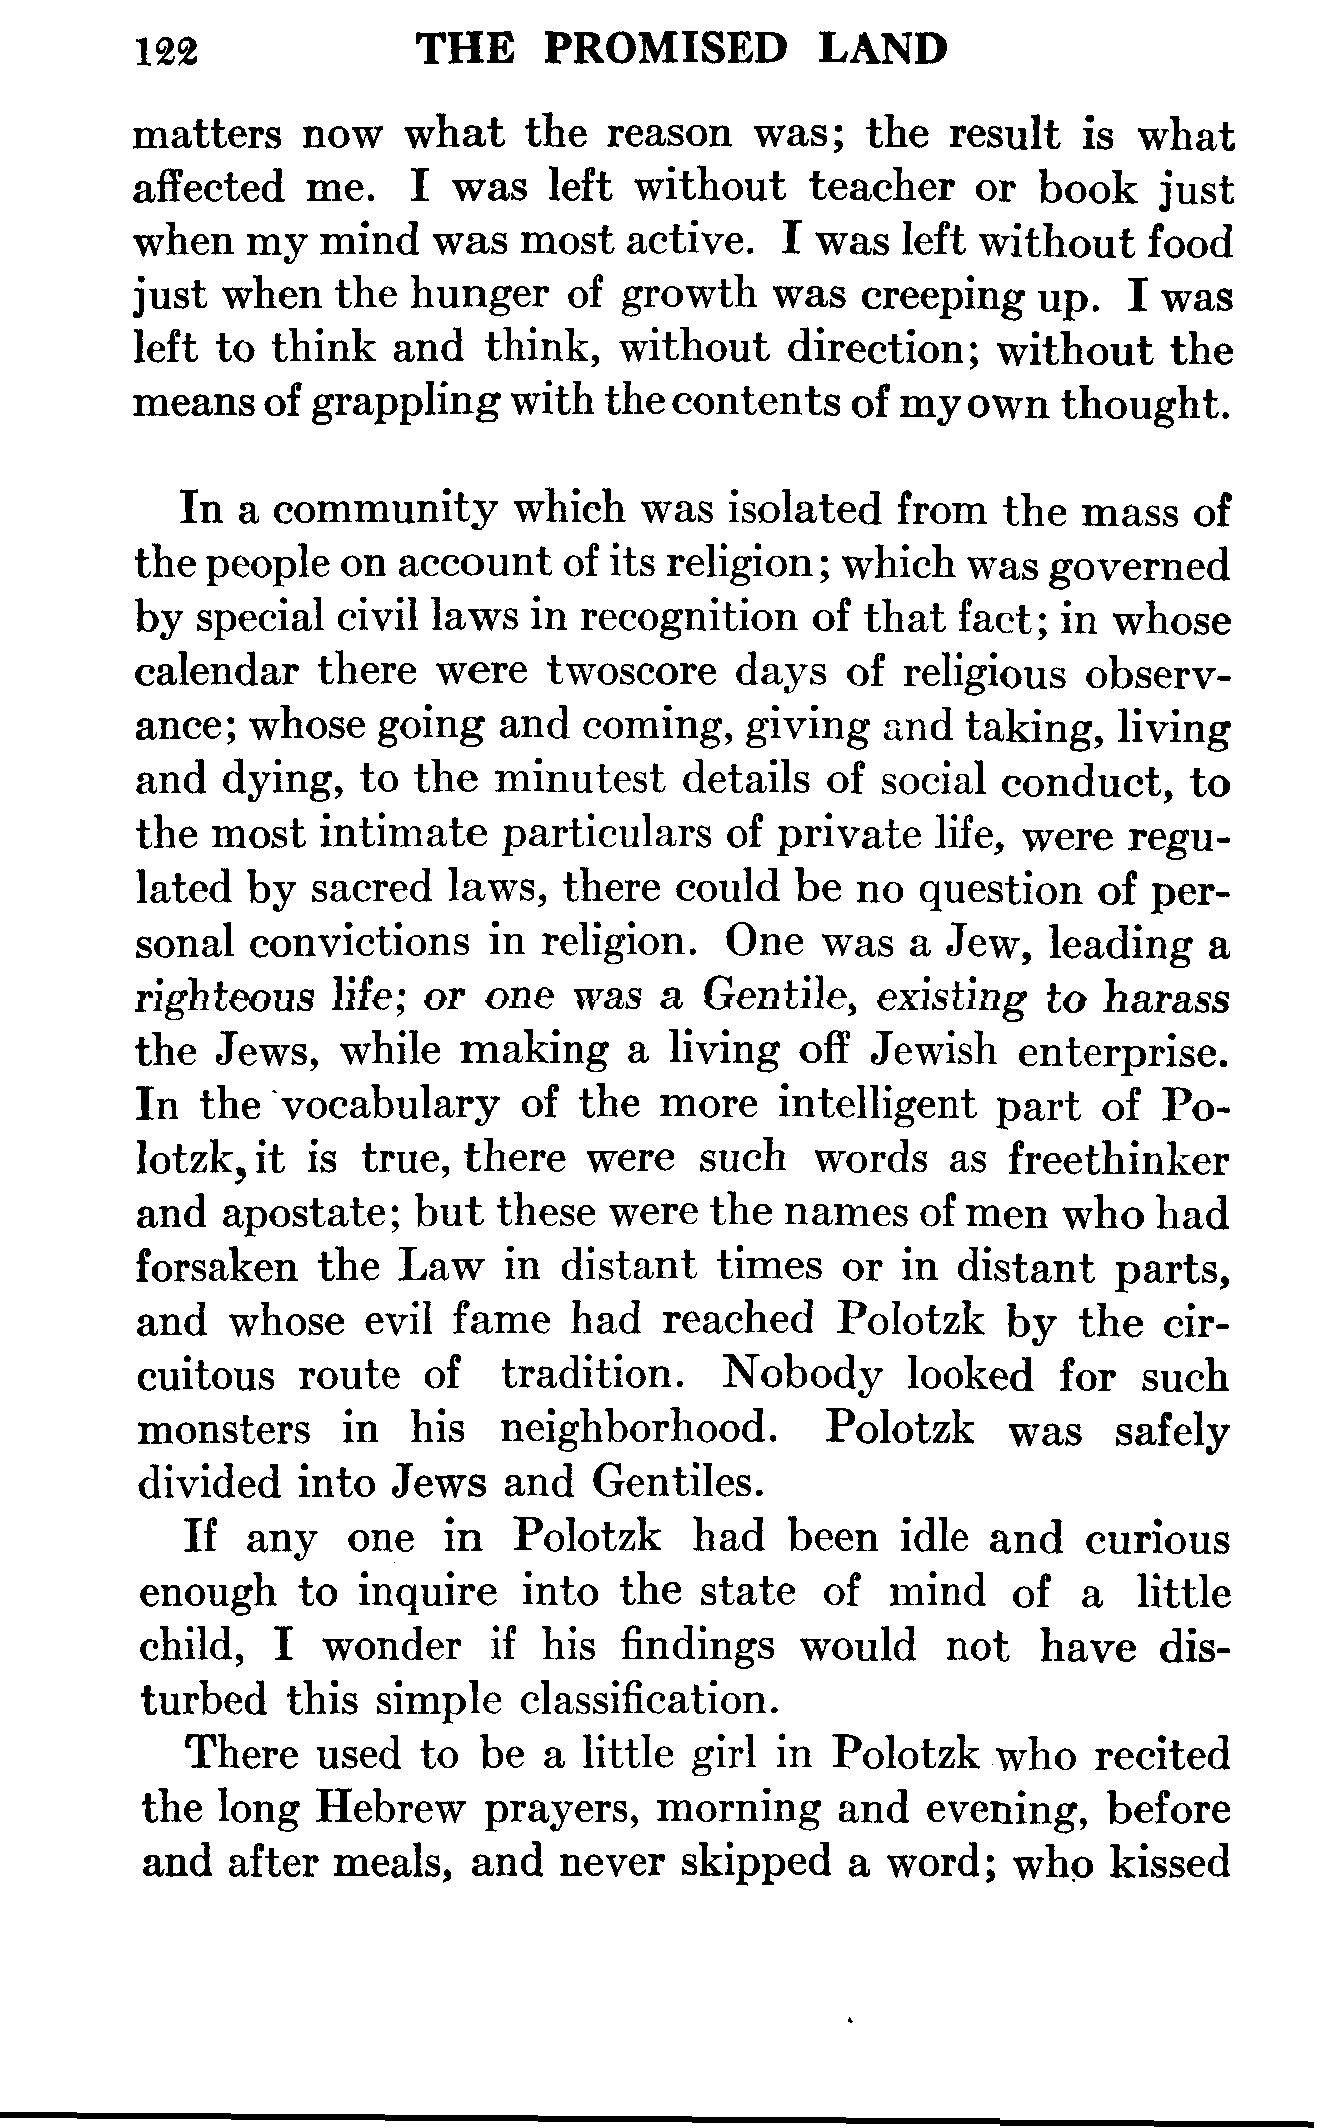 122 THE PROMISED LAND
matters now what the reason was; the result is what
affected me. I was left without teacher or book just
when my mind was most active. I was left without food
just when the hunger of growth was creeping up. I was
left to think and think, without direction; without the
means of grappling with the contents of my own thought.
In a community which was isolated from the mass of
the people on account of its religion; which was governed
by special civil laws in recognition of that fact; in whose
calendar there were twoscore days of religious observ-
ance; whose going and coming, giving and taking, living
and dying, to the minutest details of social conduct, to
the most intimate particulars of private life, were regu-
lated by sacred laws, there could be no question of per-
sonal convictions in religion. One was a Jew, leading a
righteous life; or one was a Gentile, existing to harass
the Jews, while making a living off Jewish enterprise.
In the vocabulary of the more intelligent part of Po-
lotzk, it is true, there were such words as freethinker
and apostate; but these were the names of men who had
forsaken the Law in distant times or in distant parts,
and whose evil fame had reached Polotzk by the cir-
cuitous route of tradition. Nobody looked for such
monsters in his neighborhood. Polotzk was safely
divided into Jews and Gentiles.
If any one in Polotzk had been idle and curious
enough to inquire into the state of mind of a little
child, I wonder if his findings would not have dis-
turbed this simple classification.
There used to be a little girl in Polotzk who recited
the long Hebrew prayers, morning and evening, before
and after meals, and never skipped a word; who kissed